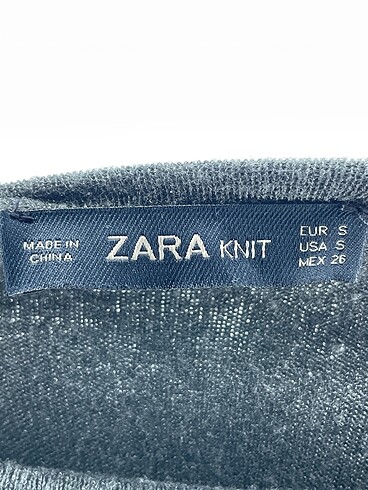 MADE IN
CHINA
ZARA KNIT
EUR S
USA S
MEX 26